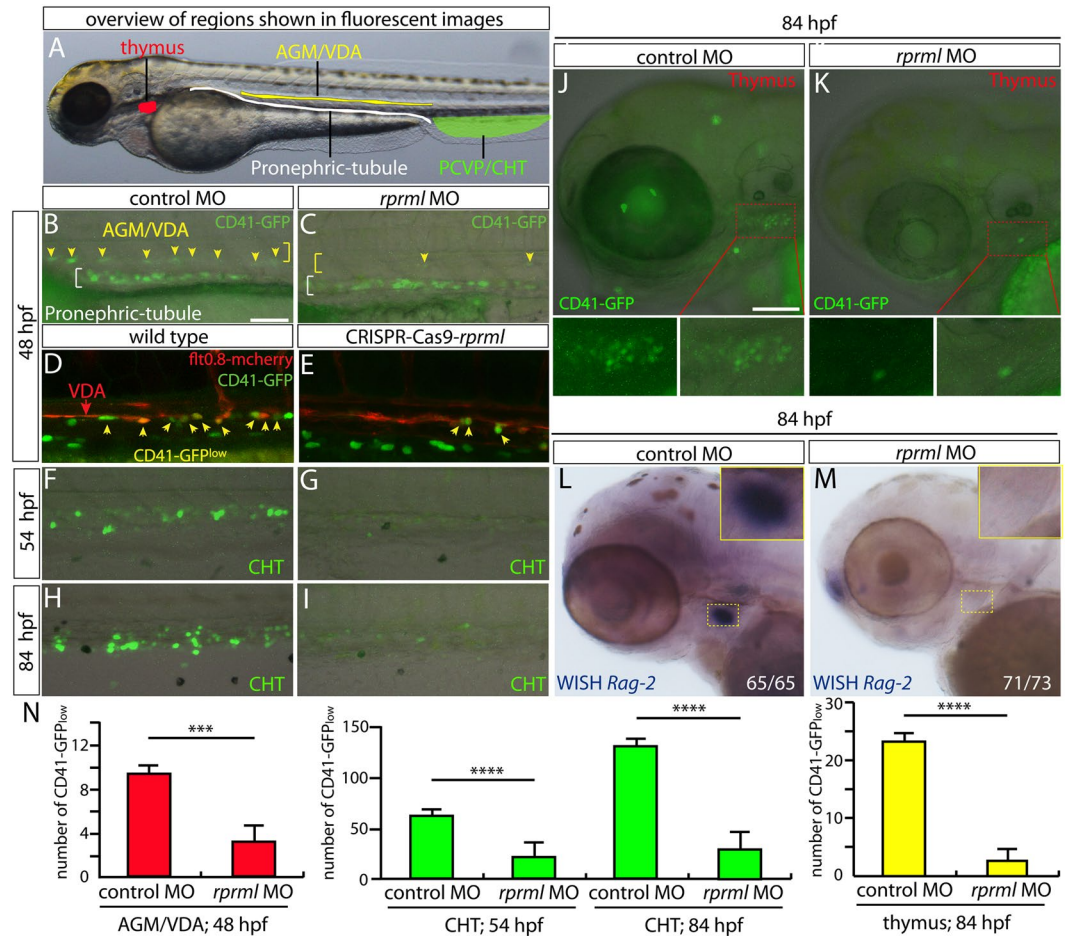 overview of regions shown in fluorescent images
A
thymus
AGM/VDA
Pronephric-tubule
PCVP/CHT
control MO
rprml MO
48 hpf
B
CD41-GFP
AGM/VDA
Pronephric-tubule
C
CD41-GFP
wild type
CRISPR-Cas9-rprml
D
flt0.8-mcherry
CD41-GFP
VDA
CD41-GFPlow
E
54 hpf
F
CHT
G
CHT
84 hpf
H
CHT
I
CHT
84 hpf
control MO
rprml MO
J
Thymus
CD41-GFP
K
Thymus
CD41-GFP
84 hpf
control MO
rprml MO
L
WISH Rag-2
65/65
M
WISH Rag-2
71/73
N
number of CD41-GFPlow
12
8
4
0
***
control MO
rprml MO
AGM/VDA; 48 hpf
number of CD41-GFPlow
150
100
50
0
****
****
control MO
rprml MO
control MO
rprml MO
CHT; 54 hpf
CHT; 84 hpf
number of CD41-GFPlow
30
20
10
0
****
control MO
rprml MO
thymus; 84 hpf